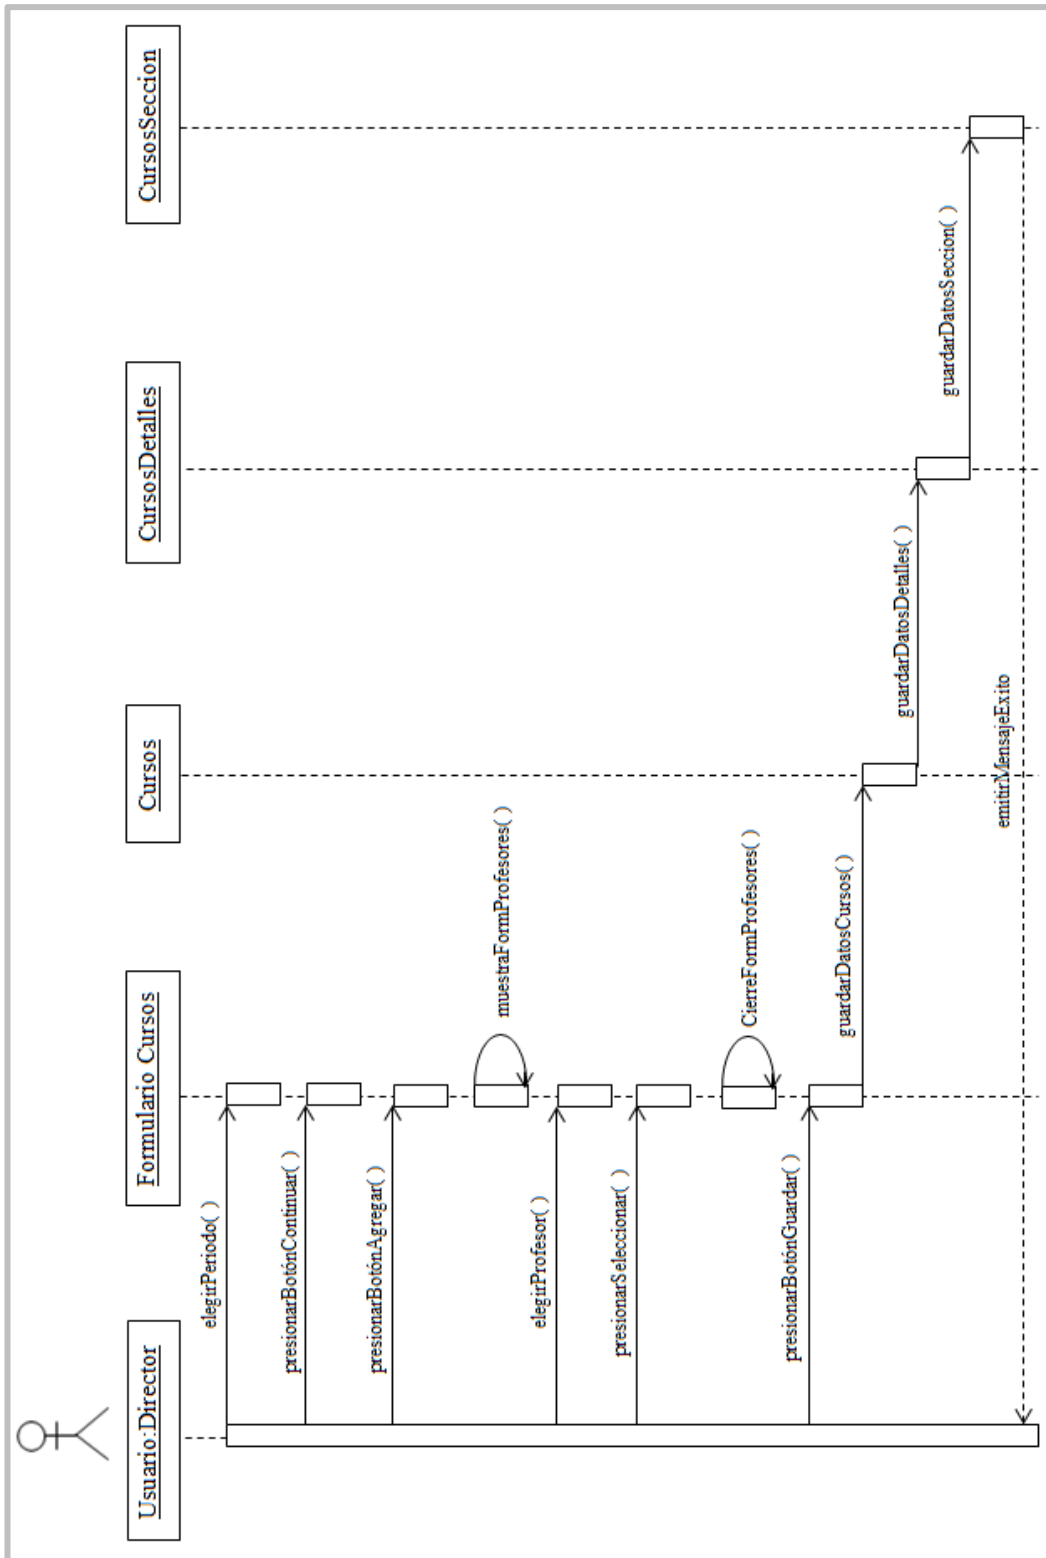 Usuario:Director
Formulario Cursos
Cursos
CursosDetalles
CursosSeccion
elegirPeriodo( )
presionarBotónContinuar( )
presionarBotónAgregar( )
muestraFormProfesores( )
elegirProfesor( )
presionarSeleccionar( )
CierreFormProfesores( )
presionarBotónGuardar( )
guardarDatosCursos( )
guardarDatosDetalles( )
guardarDatosSeccion( )
emitirMensajeExito